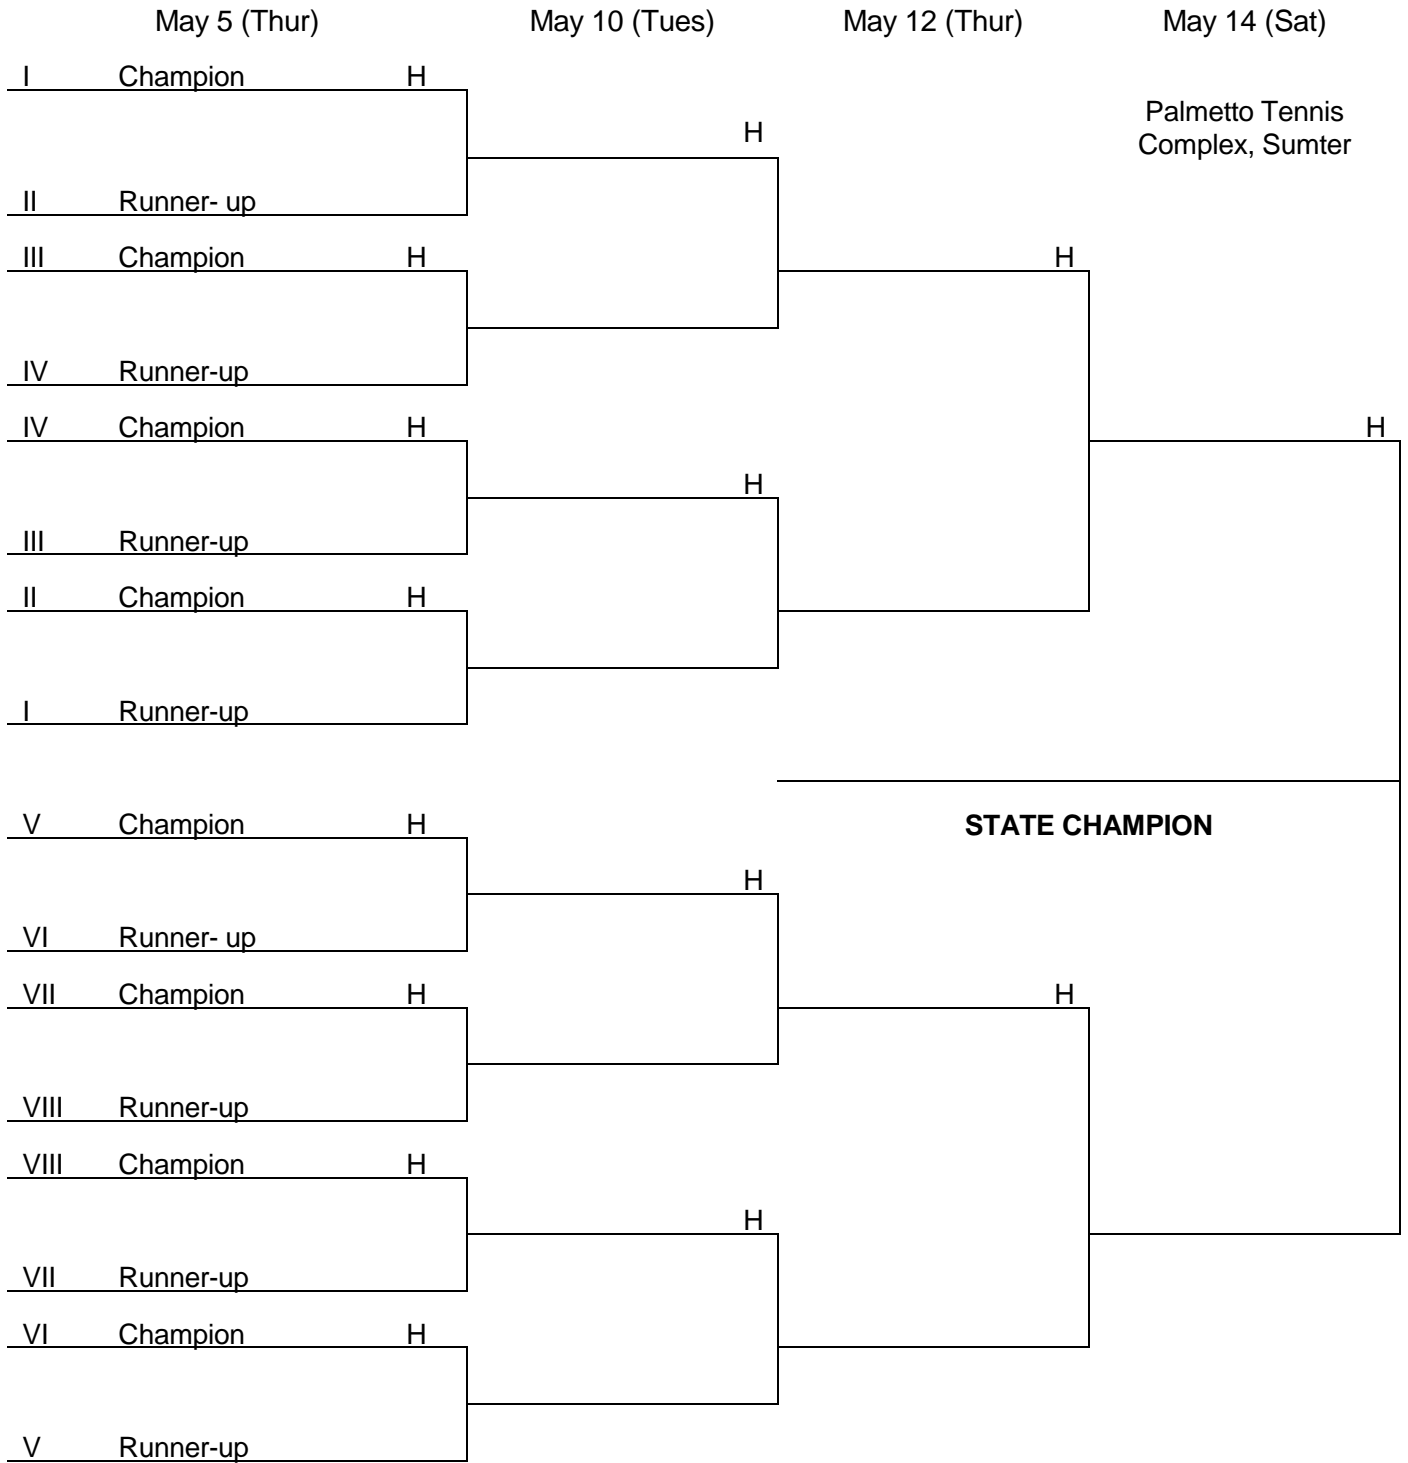 May 5 (Thur) May 10 (Tues) May 12 (Thur) May 14 (Sat)
I Champion H
Palmetto Tennis
Complex, Sumter
H
II Runner- up
III Champion H
H
IV Runner-up
IV Champion H
H
H
III Runner-up
II Champion H
I Runner-up
V Champion H
STATE CHAMPION
H
VI Runner- up
VII Champion H
H
VIII Runner-up
VIII Champion H
H
VII Runner-up
VI Champion H
V Runner-up